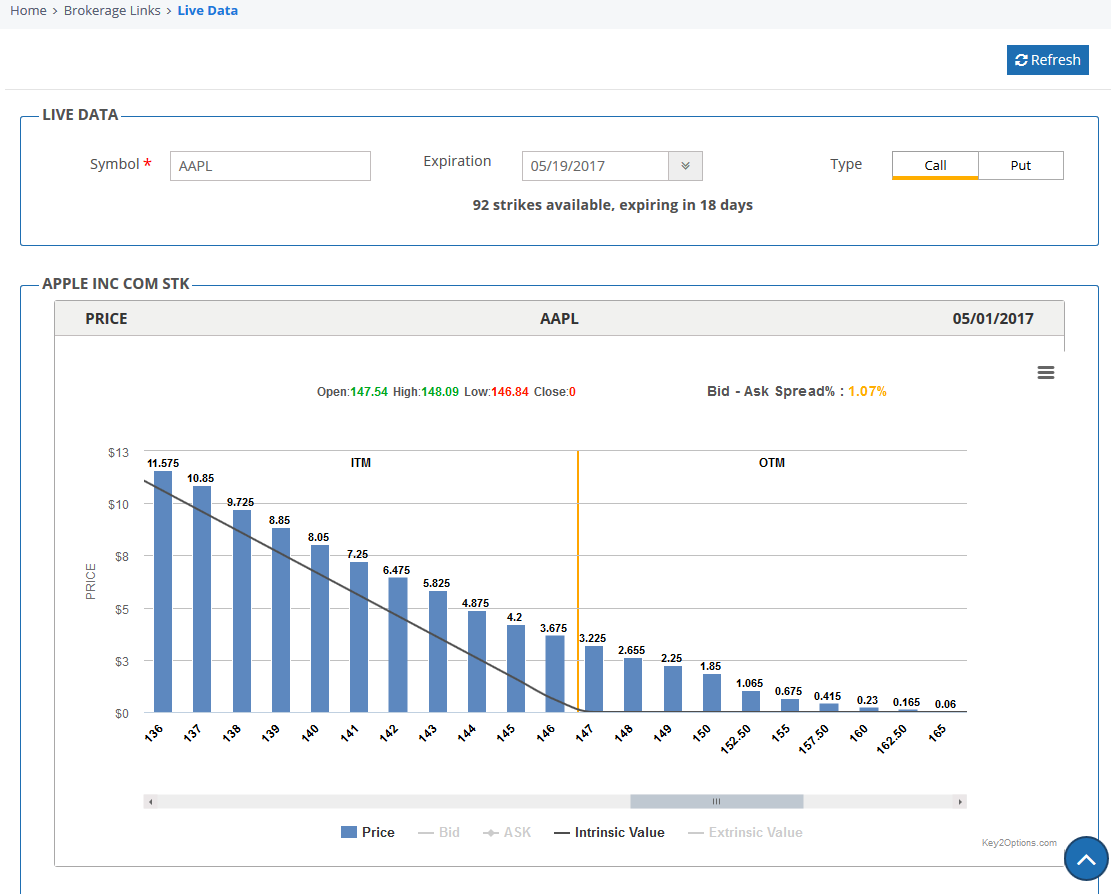 Home > Brokerage Links > Live Data
Refresh
LIVE DATA
Symbol * AAPL Expiration 05/19/2017 Type Call Put
92 strikes available, expiring in 18 days
APPLE INC COM STK
PRICE AAPL 05/01/2017
Open:147.54 High:148.09 Low:146.84 Close:0 Bid - Ask Spread% : 1.07%
ITM OTM
$13
$10
$8
$5
$3
$0
PRICE
11.575
10.85
9.725
8.85
8.05
7.25
6.475
5.825
4.875
4.2
3.675
3.225
2.655
2.25
1.85
1.065
0.675
0.415
0.23
0.165
0.06
136 137 138 139 140 141 142 143 144 145 146 147 148 149 150 152.50 155 157.50 160 162.50 165
Price Bid ASK Intrinsic Value Extrinsic Value
Key2Options.com